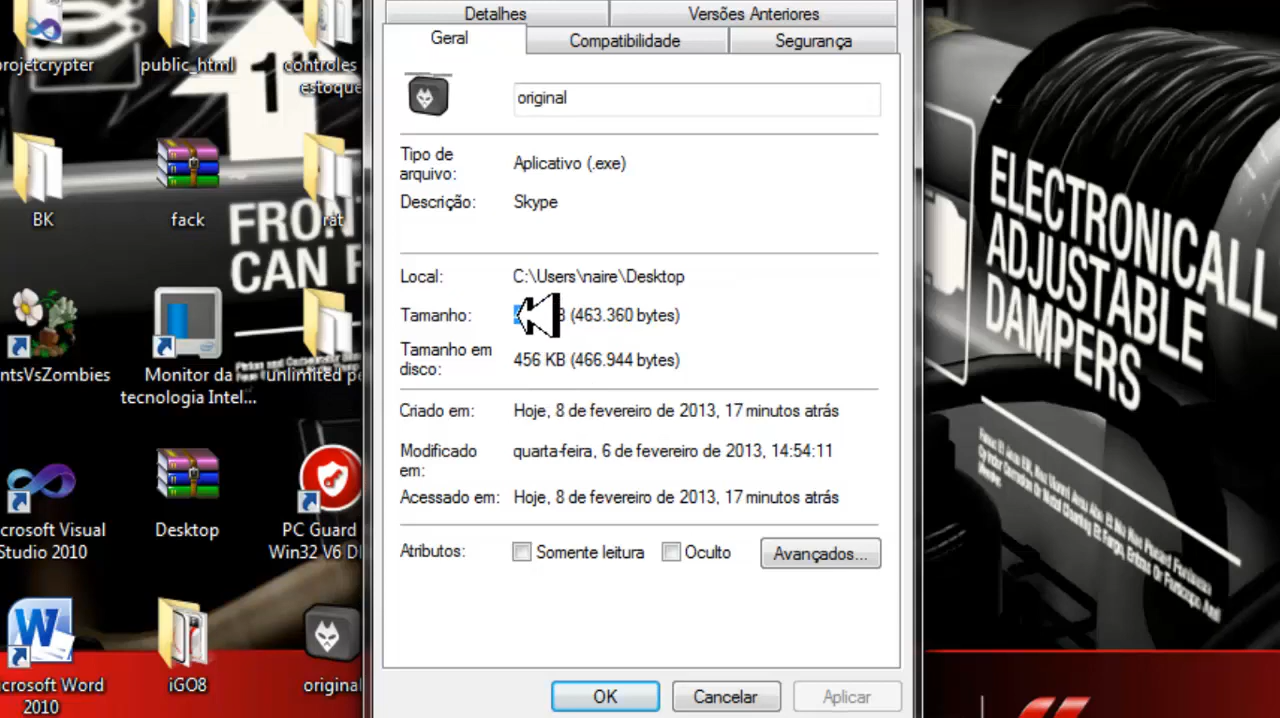 Detalhes
Versões Anteriores
Geral
Compatibilidade
Segurança
original
Tipo de
arquivo:
Aplicativo (.exe)
Descrição:
Skype
Local:
C:\Users\naire\Desktop
Tamanho:
(463.360 bytes)
Tamanho em
disco:
456 KB (466.944 bytes)
Criado em:
Hoje, 8 de fevereiro de 2013, 17 minutos atrás
Modificado
em:
quarta-feira, 6 de fevereiro de 2013, 14:54:11
Acessado em:
Hoje, 8 de fevereiro de 2013, 17 minutos atrás
Atributos:
Somente leitura
Oculto
Avançados...
OK
Cancelar
Aplicar
rojetcrypter
public_html
controles
estoque
BK
fack
rat
ntsVsZombies
Monitor da
tecnologia Intel...
unlimited pe
crosoft Visual
Studio 2010
Desktop
PC Guard
Win32 V6 D
crosoft Word
2010
iGO8
original
1"
FRON
CAN F
ELECTRONICALL
ADJUSTABLE
DAMPERS